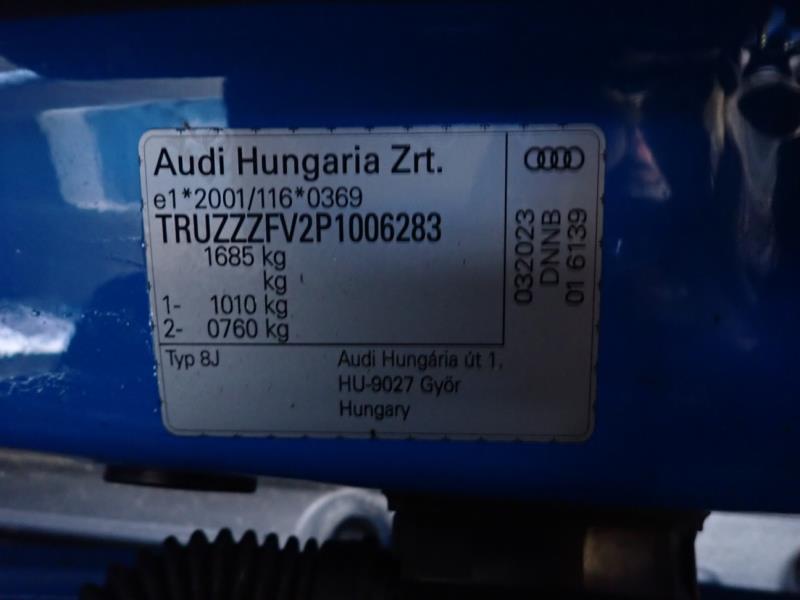 Audi Hungaria Zrt.
e1*2001/116*0369
TRUZZZFV2P1006283
1685 kg
kg
1- 1010 kg
2- 0760 kg
Typ 8J
Audi Hungária út 1,
HU-9027 Győr
Hungary
032023
DNNB
01 6139